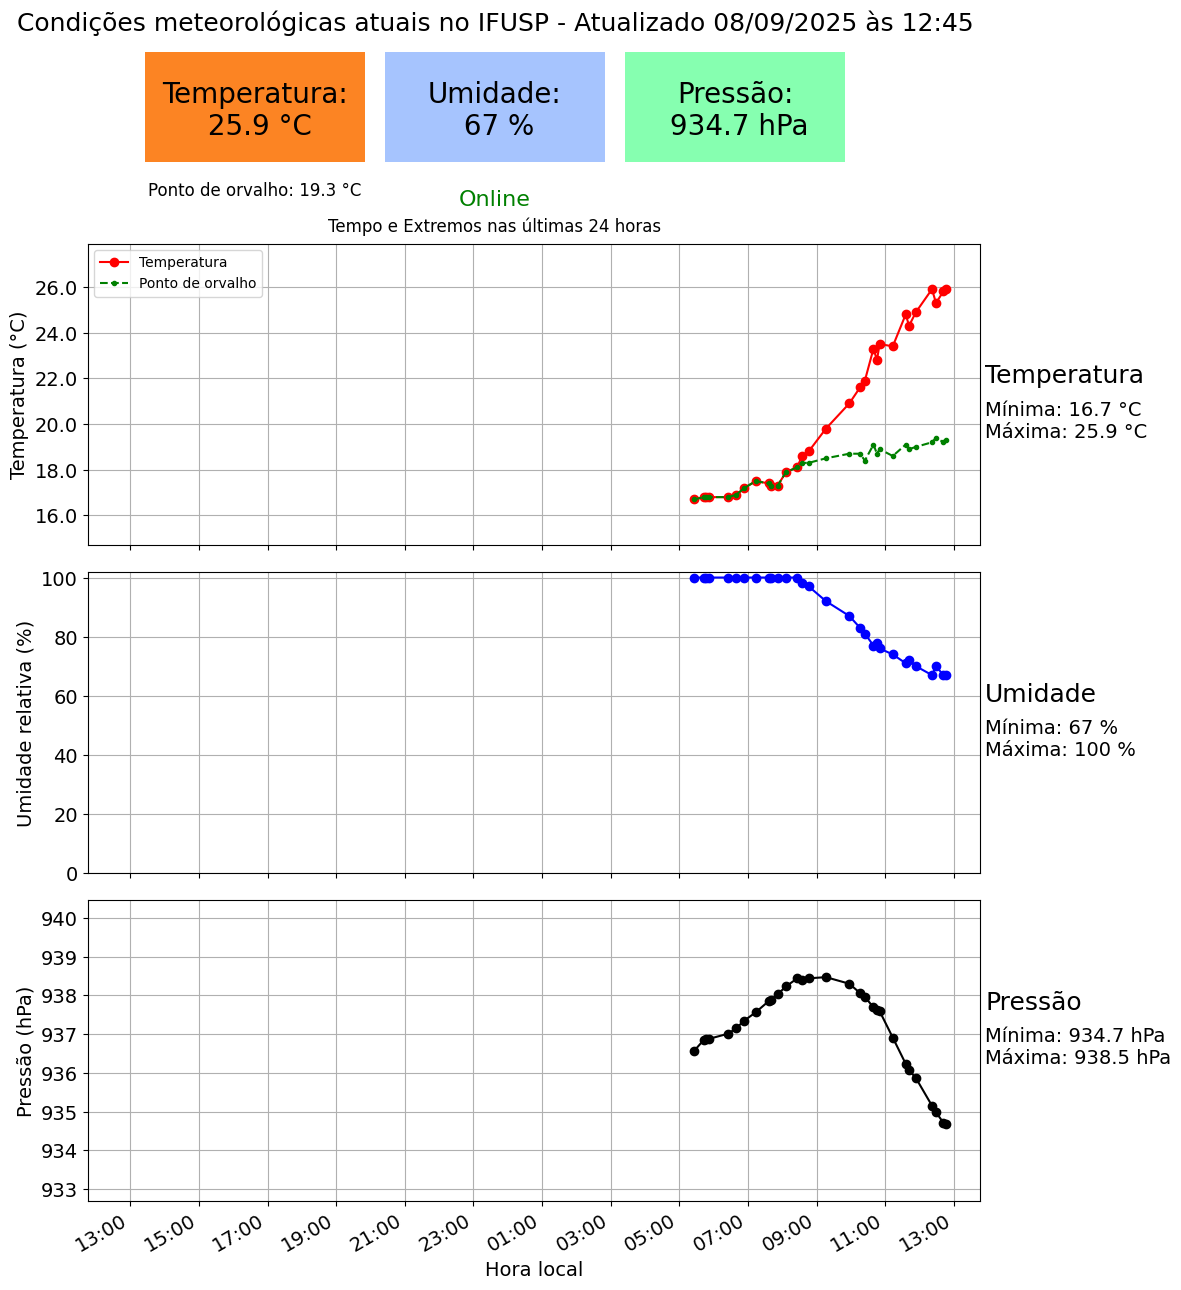 Condições meteorológicas atuais no IFUSP - Atualizado 08/09/2025 às 12:45
Temperatura:
25.9 °C
Umidade:
67 %
Pressão:
934.7 hPa
Ponto de orvalho: 19.3 °C
Online
Tempo e Extremos nas últimas 24 horas
Temperatura
Ponto de orvalho
Temperatura (°C)
26.0
24.0
22.0
20.0
18.0
16.0
Temperatura
Mínima: 16.7 °C
Máxima: 25.9 °C
Umidade relativa (%)
100
80
60
40
20
0
Umidade
Mínima: 67 %
Máxima: 100 %
Pressão (hPa)
940
939
938
937
936
935
934
933
Pressão
Mínima: 934.7 hPa
Máxima: 938.5 hPa
13:00 15:00 17:00 19:00 21:00 23:00 01:00 03:00 05:00 07:00 09:00 11:00 13:00
Hora local